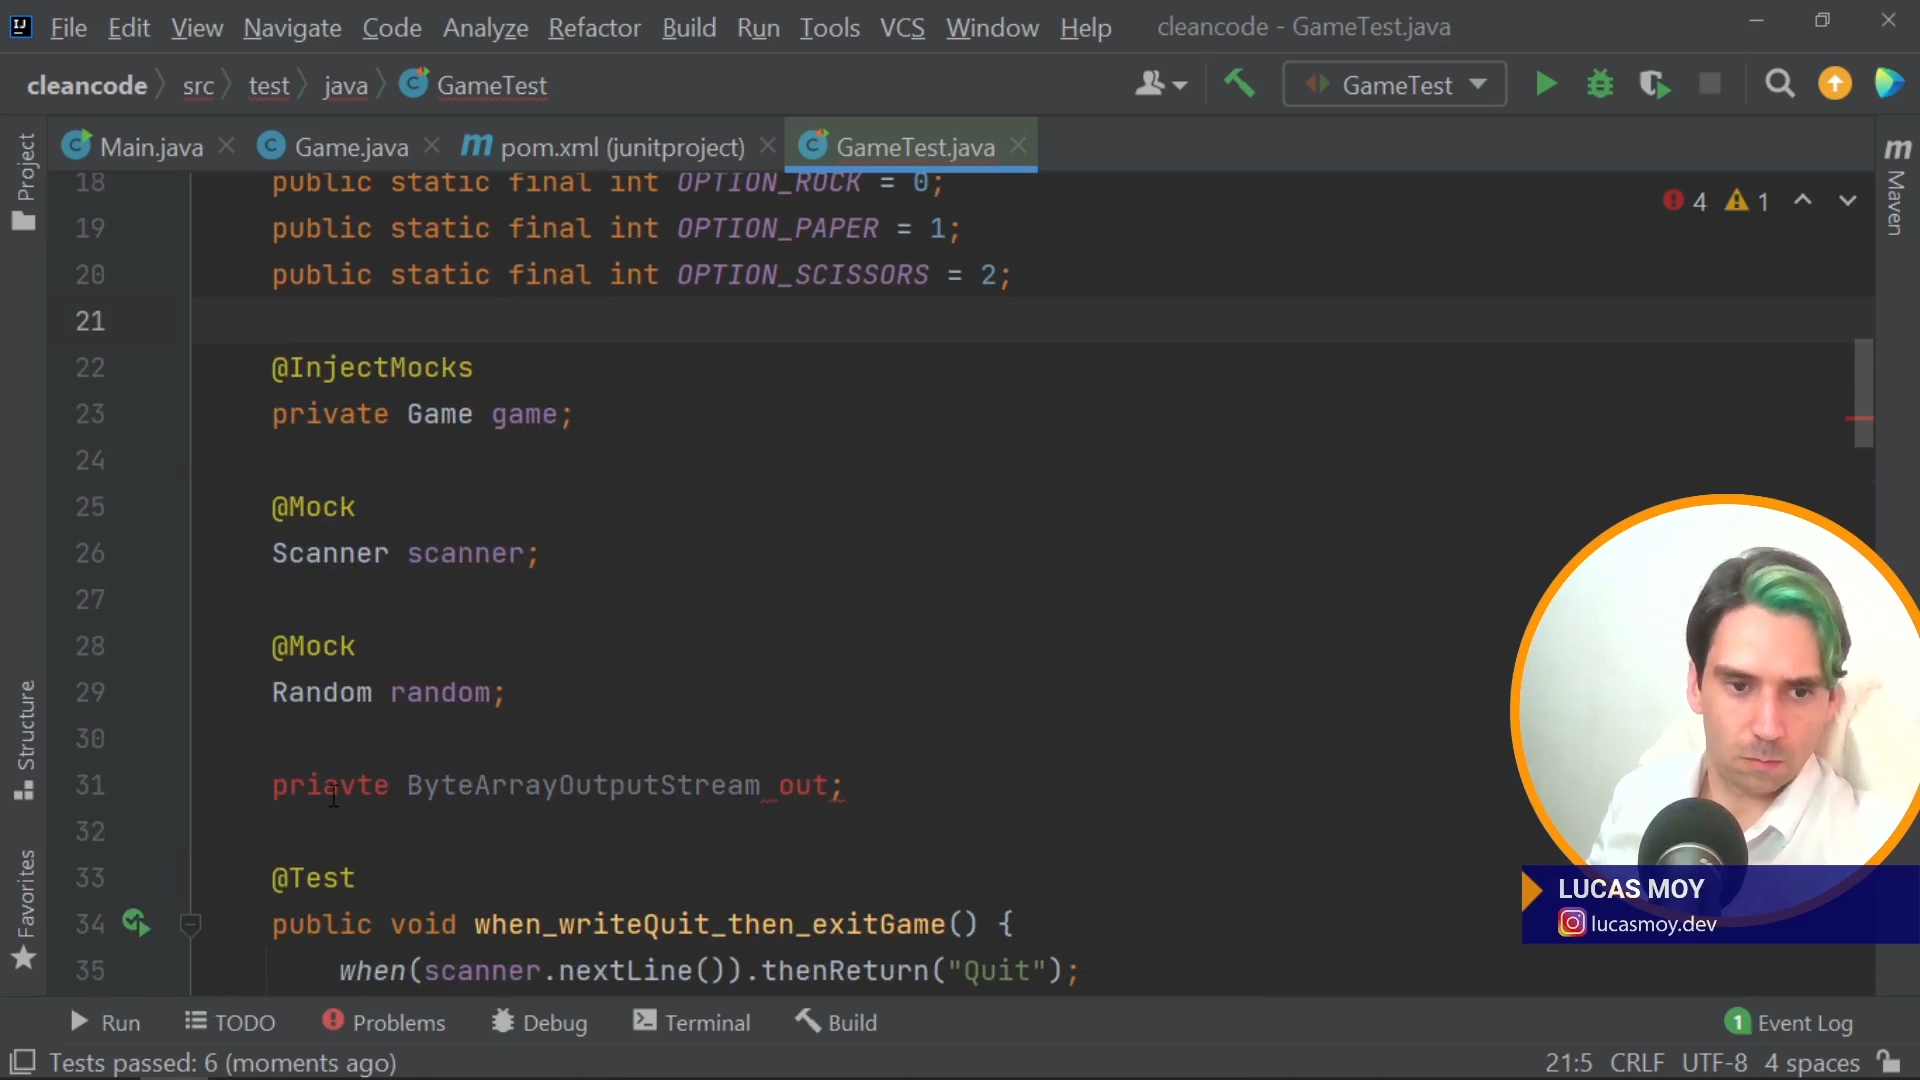 IJ File Edit View Navigate Code Analyze Refactor Build Run Tools VCS Window Help cleancode - GameTest.java
cleancode src test java C GameTest GameTest
C Main.java C Game.java m pom.xml (junitproject) C GameTest.java
Project
m Maven
4 1
18 public static final int OPTION_ROCK = 0;
19 public static final int OPTION_PAPER = 1;
20 public static final int OPTION_SCISSORS = 2;
21
22 @InjectMocks
23 private Game game;
24
25 @Mock
26 Scanner scanner;
27
28 @Mock
29 Random random;
30
31 priavte ByteArrayOutputStream out;
32
33 @Test
34 public void when_writeQuit_then_exitGame() {
35 when(scanner.nextLine()).thenReturn("Quit");
Structure
Favorites
LUCAS MOY
lucasmoy.dev
Run TODO Problems Debug Terminal Build 1 Event Log
Tests passed: 6 (moments ago) 21:5 CRLF UTF-8 4 spaces